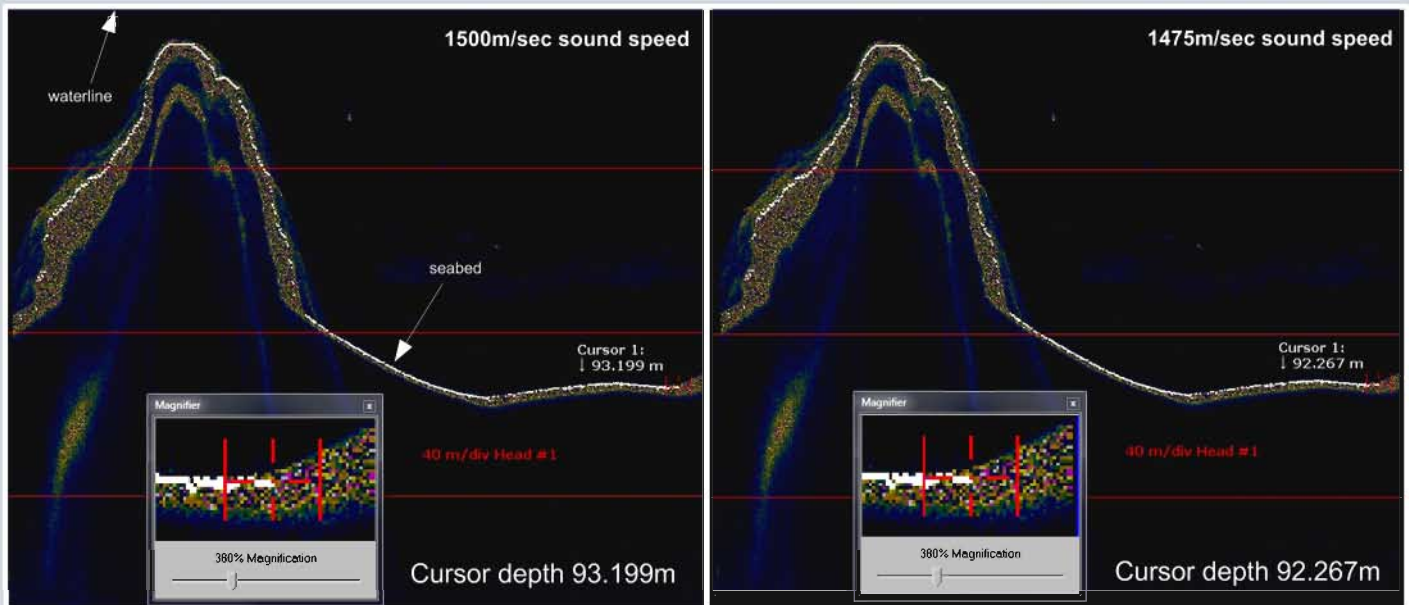 1500m/sec sound speed
waterline
seabed
Cursor 1:
↓ 93.199 m
Magnifier
x
40 m/div Head #1
380% Magnification
Cursor depth 93.199m
1475m/sec sound speed
Cursor 1:
↓ 92.267 m
Magnifier
x
40 m/div Head #1
380% Magnification
Cursor depth 92.267m